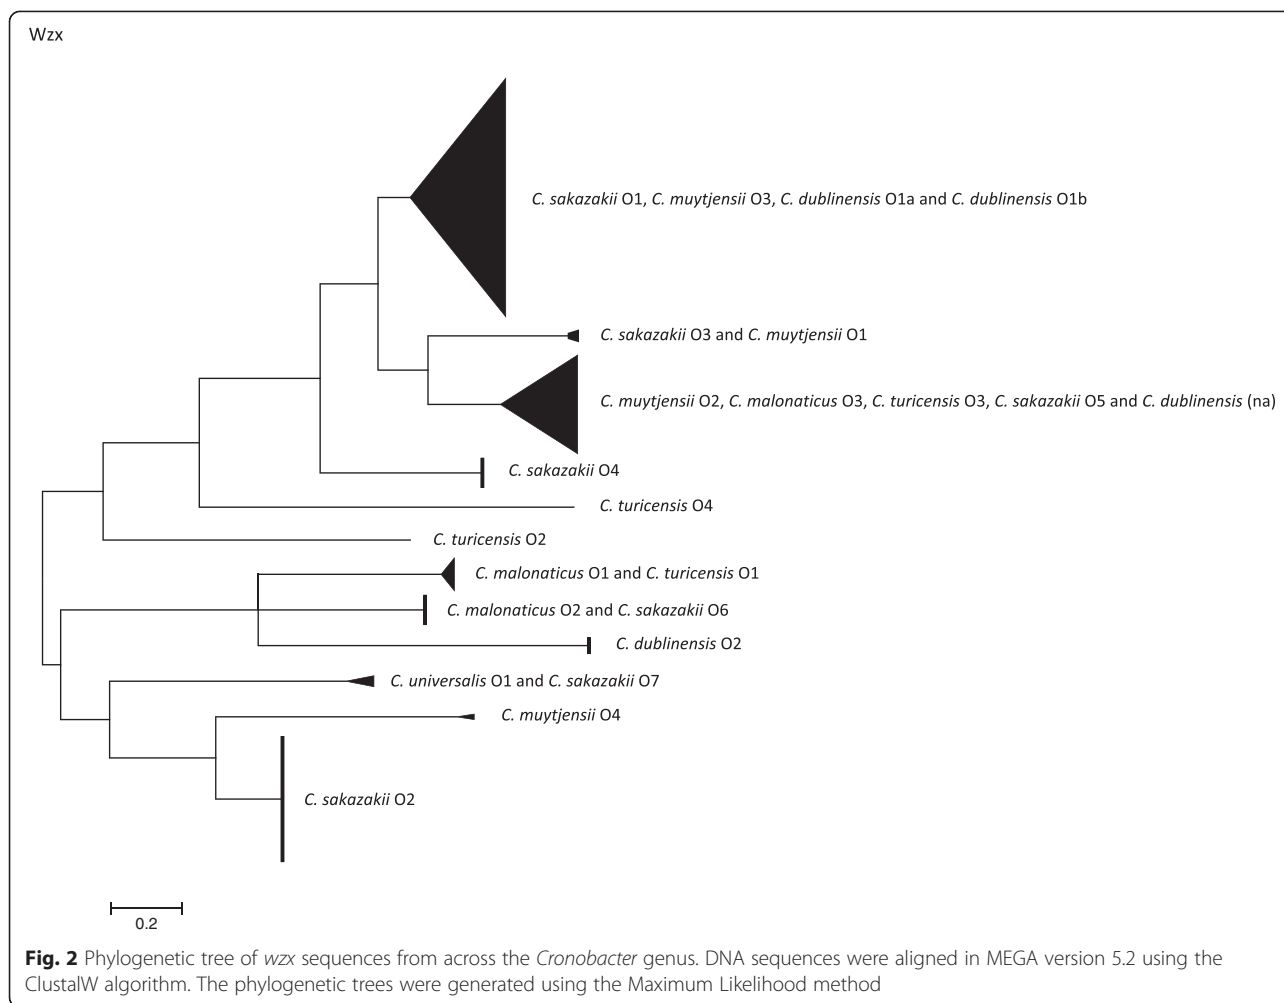 Wzx
C. sakazakii O1, C. muytjensii O3, C. dublinensis O1a and C. dublinensis O1b
C. sakazakii O3 and C. muytjensii O1
C. muytjensii O2, C. malonaticus O3, C. turicensis O3, C. sakazakii O5 and C. dublinensis (na)
C. sakazakii O4
C. turicensis O4
C. turicensis O2
C. malonaticus O1 and C. turicensis O1
C. malonaticus O2 and C. sakazakii O6
C. dublinensis O2
C. universalis O1 and C. sakazakii O7
C. muytjensii O4
C. sakazakii O2
0.2
Fig. 2 Phylogenetic tree of wzx sequences from across the Cronobacter genus. DNA sequences were aligned in MEGA version 5.2 using the
ClustalW algorithm. The phylogenetic trees were generated using the Maximum Likelihood method